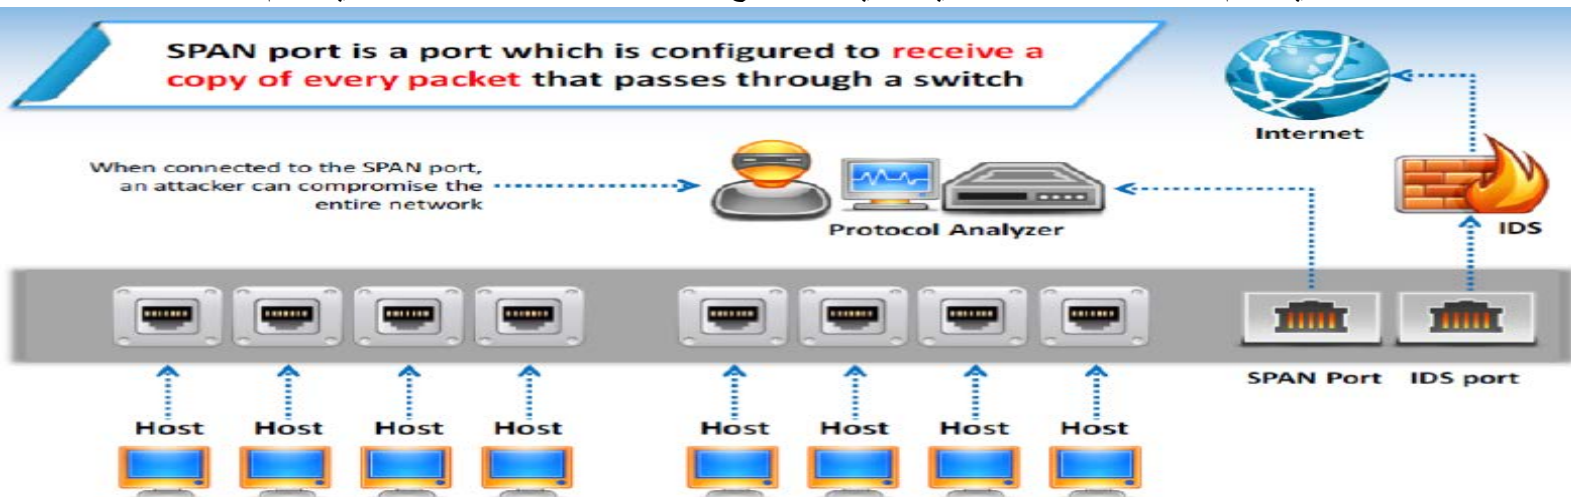 SPAN port is a port which is configured to receive a
copy of every packet that passes through a switch
Internet
When connected to the SPAN port,
an attacker can compromise the
entire network
Protocol Analyzer
IDS
SPAN Port IDS port
Host Host Host Host Host Host Host Host